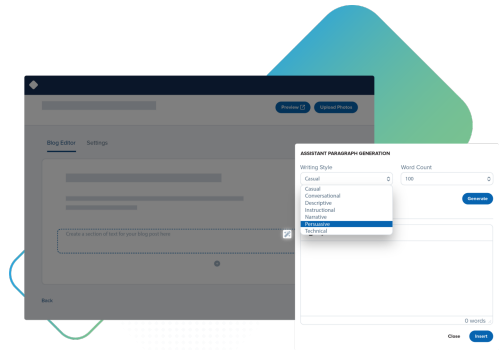 Preview
Upload Photos
Blog Editor
Settings
Create a section of text for your blog post here
Back
ASSISTANT PARAGRAPH GENERATION
Writing Style
Word Count
Casual
100
Casual
Conversational
Descriptive
Instructional
Narrative
Persuasive
Technical
Generate
0 words
Close
Insert